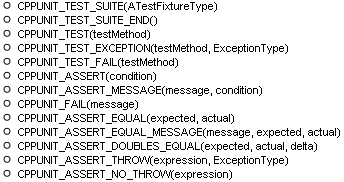 CPPUNIT_TEST_SUITE(ATestFixtureType)
CPPUNIT_TEST_SUITE_END()
CPPUNIT_TEST(testMethod)
CPPUNIT_TEST_EXCEPTION(testMethod, ExceptionType)
CPPUNIT_TEST_FAIL(testMethod)
CPPUNIT_ASSERT(condition)
CPPUNIT_ASSERT_MESSAGE(message, condition)
CPPUNIT_FAIL(message)
CPPUNIT_ASSERT_EQUAL(expected, actual)
CPPUNIT_ASSERT_EQUAL_MESSAGE(message, expected, actual)
CPPUNIT_ASSERT_DOUBLES_EQUAL(expected, actual, delta)
CPPUNIT_ASSERT_THROW(expression, ExceptionType)
CPPUNIT_ASSERT_NO_THROW(expression)